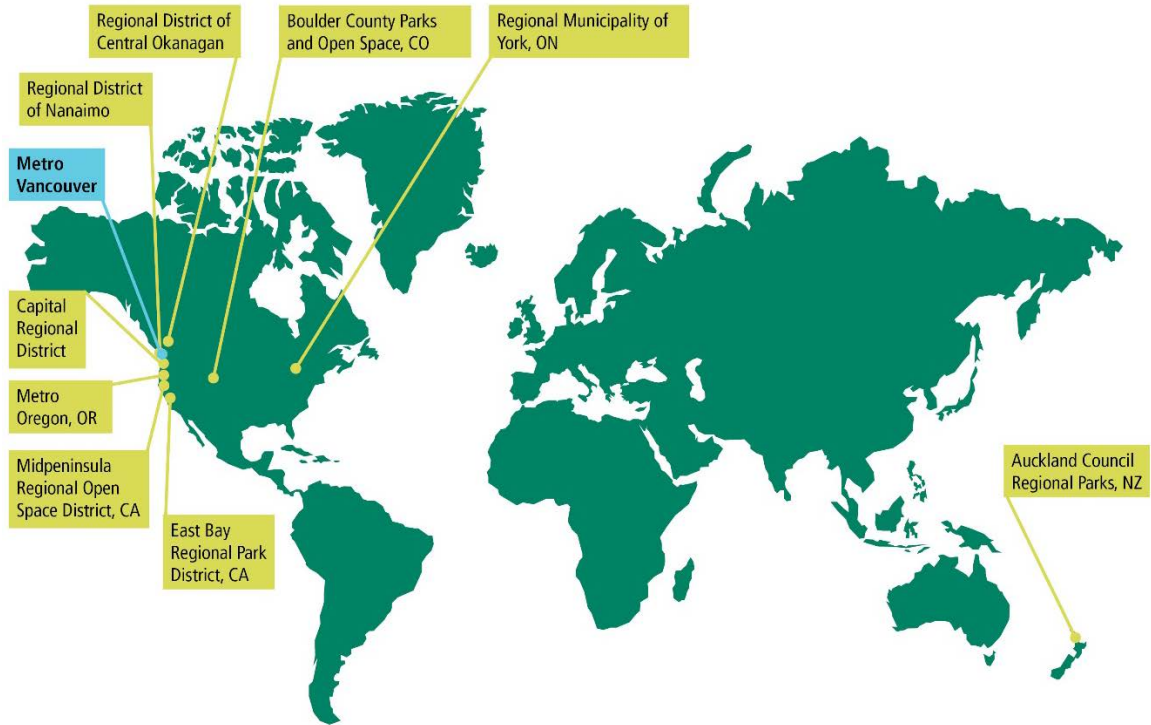 Regional District of
Central Okanagan
Boulder County Parks
and Open Space, CO
Regional Municipality of
York, ON
Regional District
of Nanaimo
Metro
Vancouver
Capital
Regional
District
Metro
Oregon, OR
Midpeninsula
Regional Open
Space District, CA
East Bay
Regional Park
District, CA
Auckland Council
Regional Parks, NZ